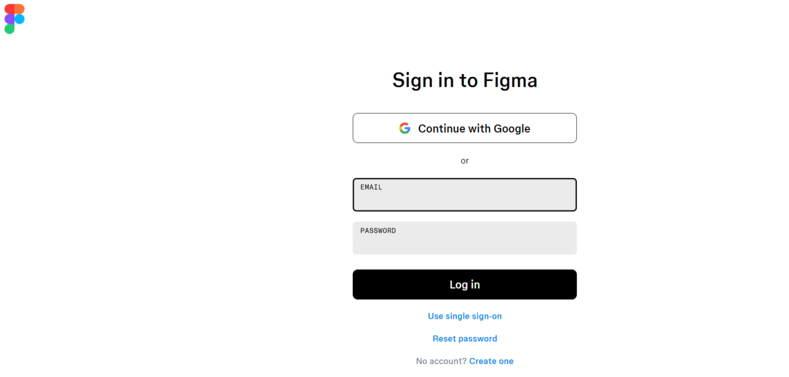 Sign in to Figma
Continue with Google
or
EMAIL
PASSWORD
Log in
Use single sign-on
Reset password
No account? Create one